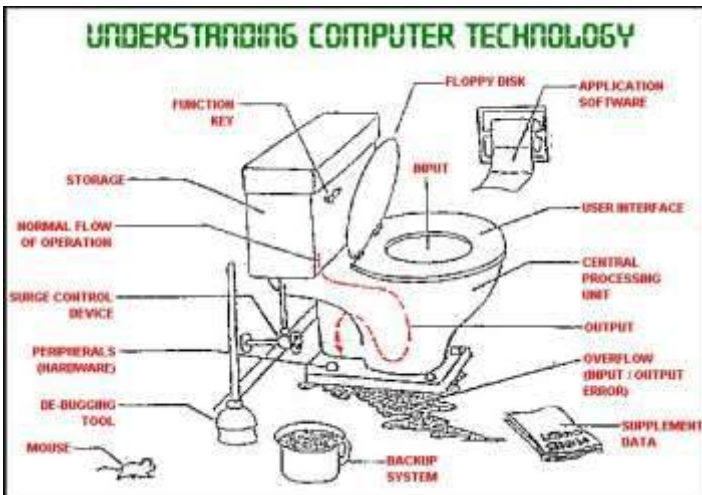 UNDERSTANDING COMPUTER TECHNOLOGY
FLOPPY DISK
APPLICATION
SOFTWARE
FUNCTION
KEY
INPUT
STORAGE
USER INTERFACE
NORMAL FLOW
OF OPERATION
CENTRAL
PROCESSING
UNIT
SURGE CONTROL
DEVICE
OUTPUT
PERIPHERALS
(HARDWARE)
OVERFLOW
(INPUT / OUTPUT
ERROR)
DE-BUGGING
TOOL
SUPPLEMENT
DATA
MOUSE
BACKUP
SYSTEM